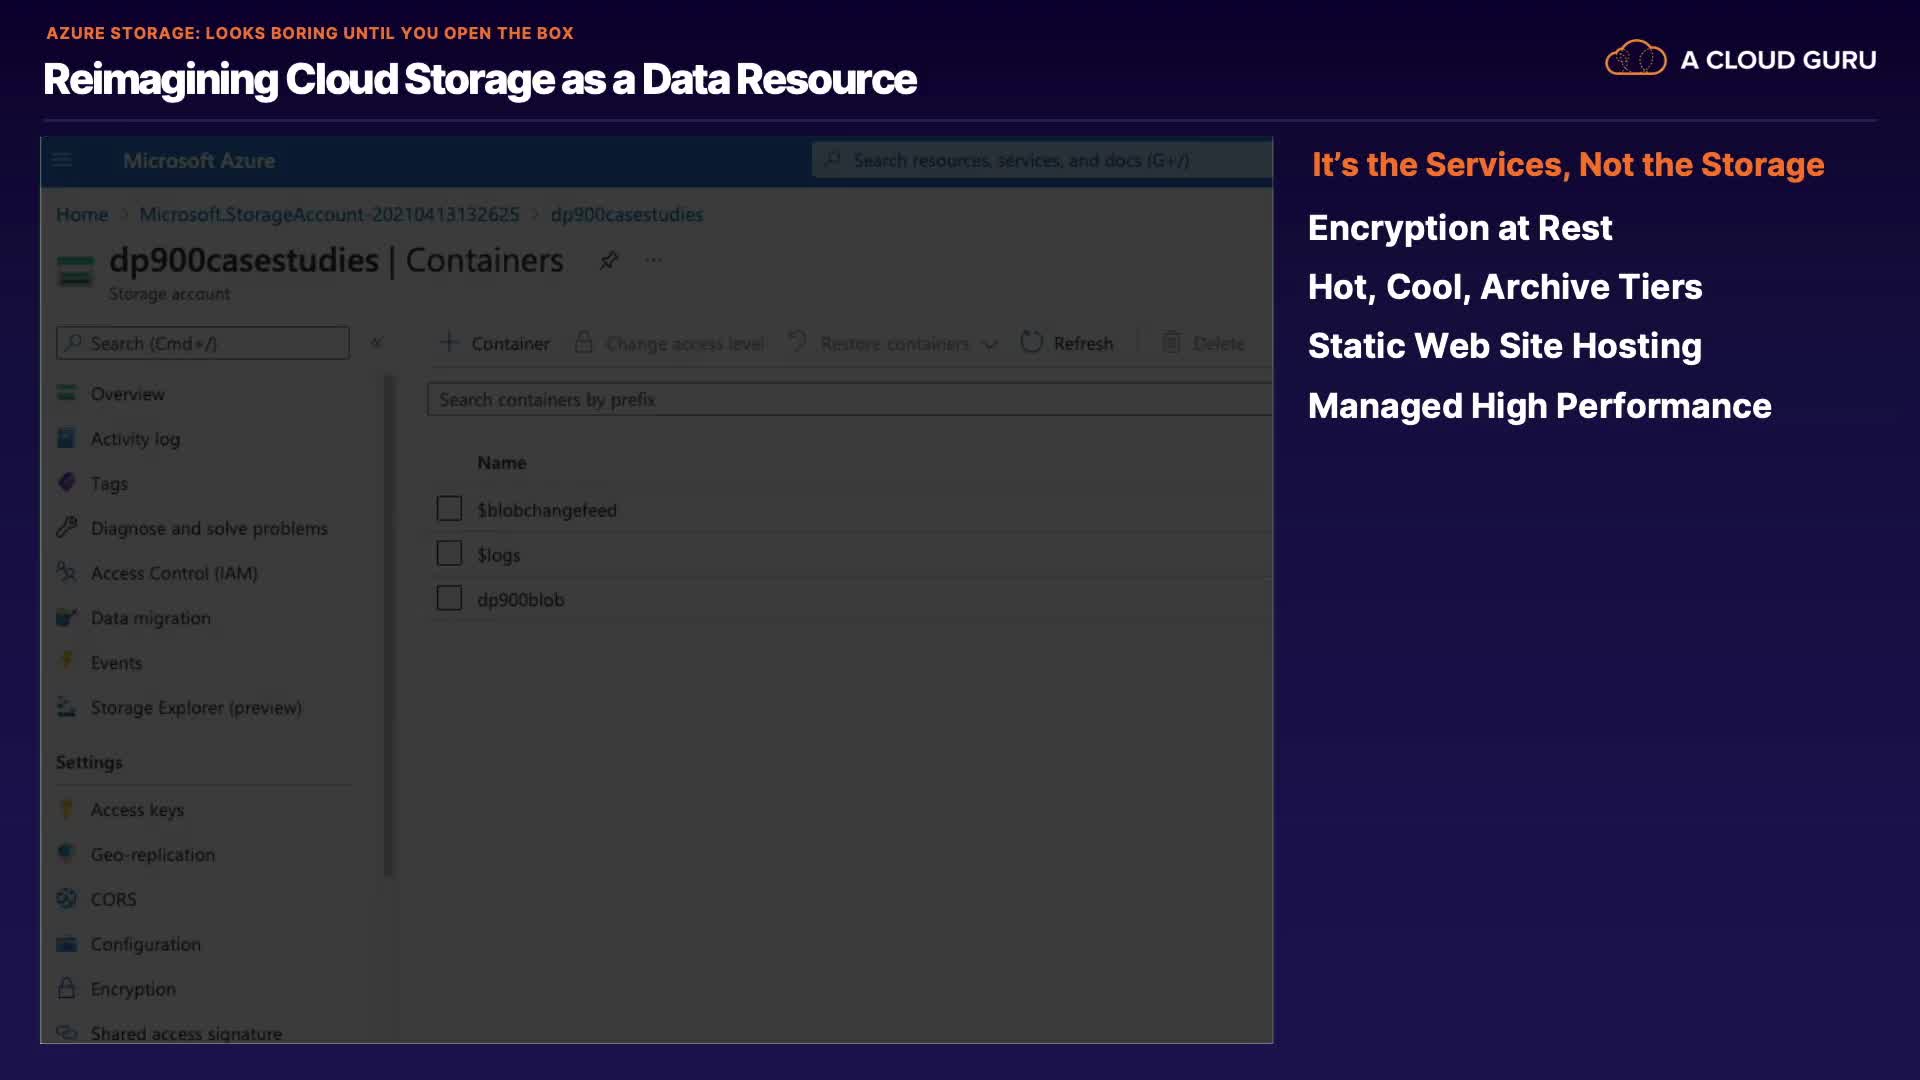 AZURE STORAGE: LOOKS BORING UNTIL YOU OPEN THE BOX
Reimagining Cloud Storage as a Data Resource
A CLOUD GURU
Microsoft Azure
Search resources, services, and docs (G+/)
Home > Microsoft.StorageAccount-20210413132625 > dp900casestudies
dp900casestudies | Containers ...
Storage account
Search (Cmd+/)
«
+ Container
Change access level
Restore containers
Refresh
Delete
Overview
Activity log
Tags
Diagnose and solve problems
Access Control (IAM)
Data migration
Events
Storage Explorer (preview)
Settings
Access keys
Geo-replication
CORS
Configuration
Encryption
Shared access signature
Search containers by prefix
Name
$blobchangefeed
$logs
dp900blob
It’s the Services, Not the Storage
Encryption at Rest
Hot, Cool, Archive Tiers
Static Web Site Hosting
Managed High Performance